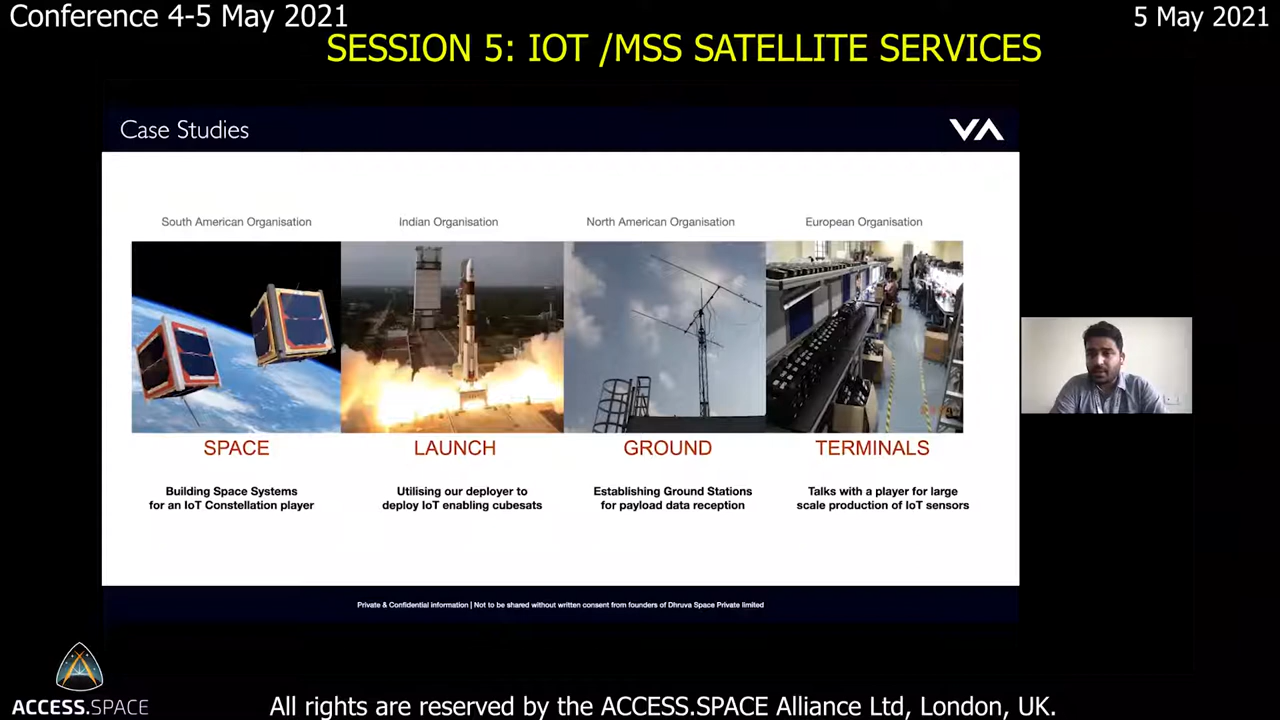 Conference 4-5 May 2021
5 May 2021
SESSION 5: IOT /MSS SATELLITE SERVICES
Case Studies
South American Organisation
Indian Organisation
North American Organisation
European Organisation
SPACE
LAUNCH
GROUND
TERMINALS
Building Space Systems
for an IoT Constellation player
Utilising our deployer to
deploy IoT enabling cubesats
Establishing Ground Stations
for payload data reception
Talks with a player for large
scale production of IoT sensors
Private & Confidential information | Not to be shared without written consent from founders of Dhruva Space Private limited
ACCESS.SPACE
All rights are reserved by the ACCESS.SPACE Alliance Ltd, London, UK.